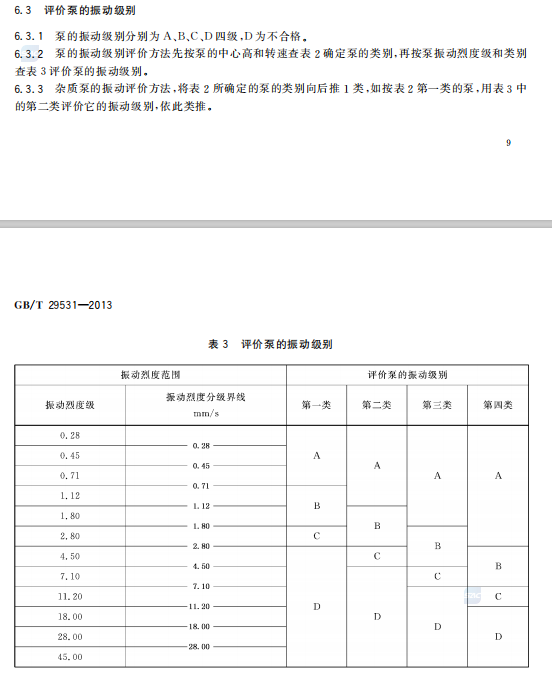 6.3 评价泵的振动级别
6.3.1 泵的振动级别分别为 A、B、C、D 四级,D 为不合格。
6.3.2 泵的振动级别评价方法先按泵的中心高和转速查表 2 确定泵的类别,再按泵振动烈度级和类别
查表 3 评价泵的振动级别。
6.3.3 杂质泵的振动评价方法,将表 2 所确定的泵的类别向后推 1 类,如按表 2 第一类的泵,用表 3 中
的第二类评价它的振动级别,依此类推。
9
GB/T 29531—2013
表 3 评价泵的振动级别
振动烈度范围 评价泵的振动级别
振动烈度级 振动烈度分级界线 第一类 第二类 第三类 第四类
mm/s
0.28
0.28
0.45 A
0.45
0.71 A A A
0.71
1.12 B
1.12
1.80 B
1.80
2.80 C B
2.80
4.50 C B
4.50
7.10 C
7.10
11.20 D D C
11.20
18.00 D
18.00
28.00 D
28.00
45.00